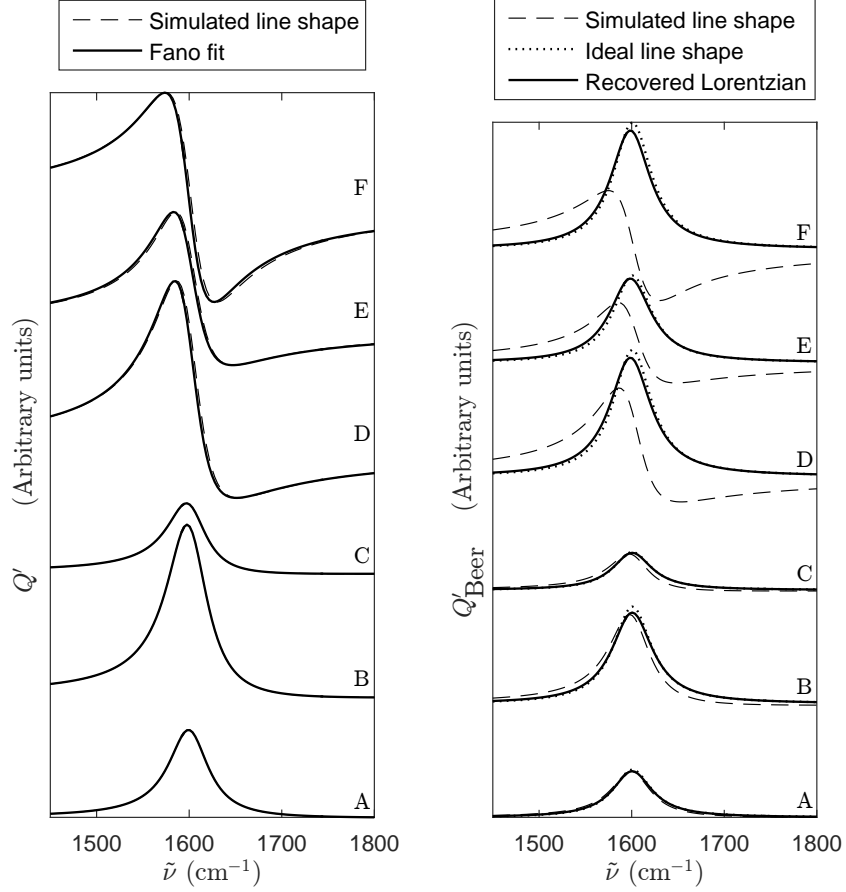 Simulated line shape
Fano fit
F
E
D
C
B
A
Q′ (Arbitrary units)
1500 1600 1700 1800
ν̃ (cm⁻¹)
Simulated line shape
Ideal line shape
Recovered Lorentzian
F
E
D
C
B
A
Q′Beer (Arbitrary units)
1500 1600 1700 1800
ν̃ (cm⁻¹)